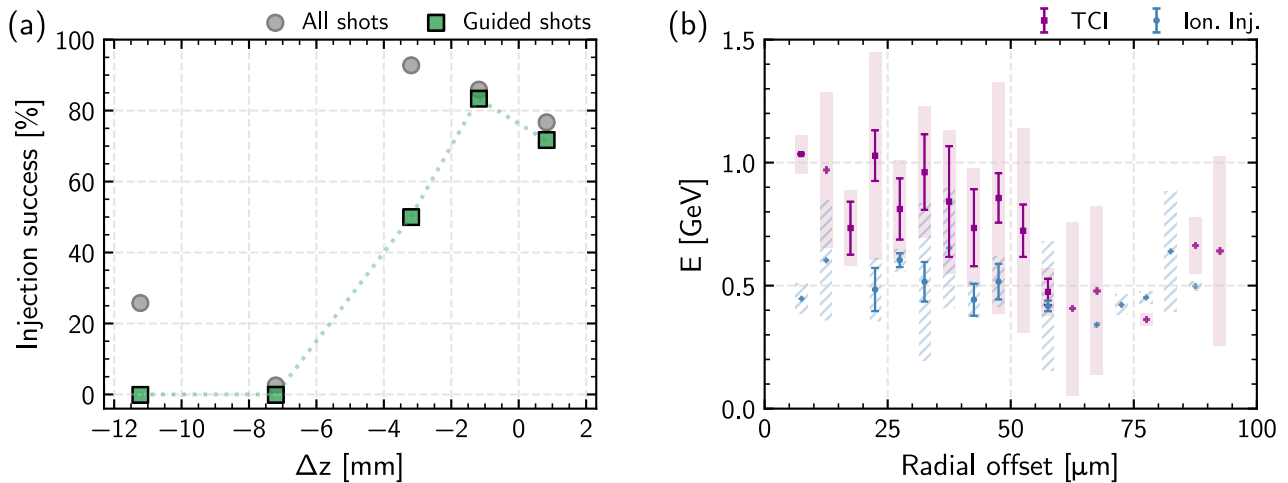 (a)
All shots
Guided shots
100
80
60
40
20
0
Injection success [%]
−12
−10
−8
−6
−4
−2
0
2
Δz [mm]
(b)
TCI
Ion. Inj.
1.5
1.0
0.5
0.0
E [GeV]
0
25
50
75
100
Radial offset [μm]